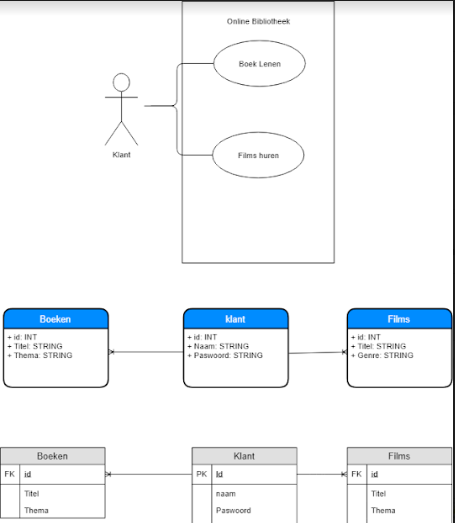 Online Bibliotheek
Boek Lenen
Klant
Films huren
Boeken
+ id: INT
+ Titel: STRING
+ Thema: STRING
klant
+ id: INT
+ Naam: STRING
+ Paswoord: STRING
Films
+ id: INT
+ Titel: STRING
+ Genre: STRING
Boeken
FK id
Titel
Thema
Klant
PK Id
naam
Paswoord
Films
FK id
Titel
Thema